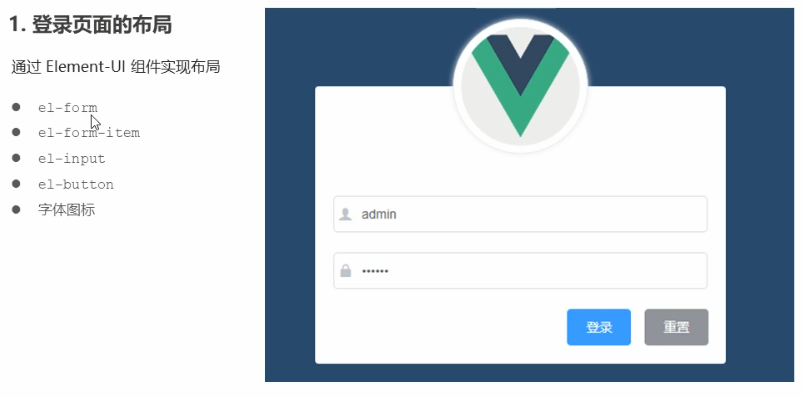 1. 登录页面的布局
通过 Element-UI 组件实现布局
● el-form
● el-form-item
● el-input
● el-button
● 字体图标
admin
••••••
登录
重置